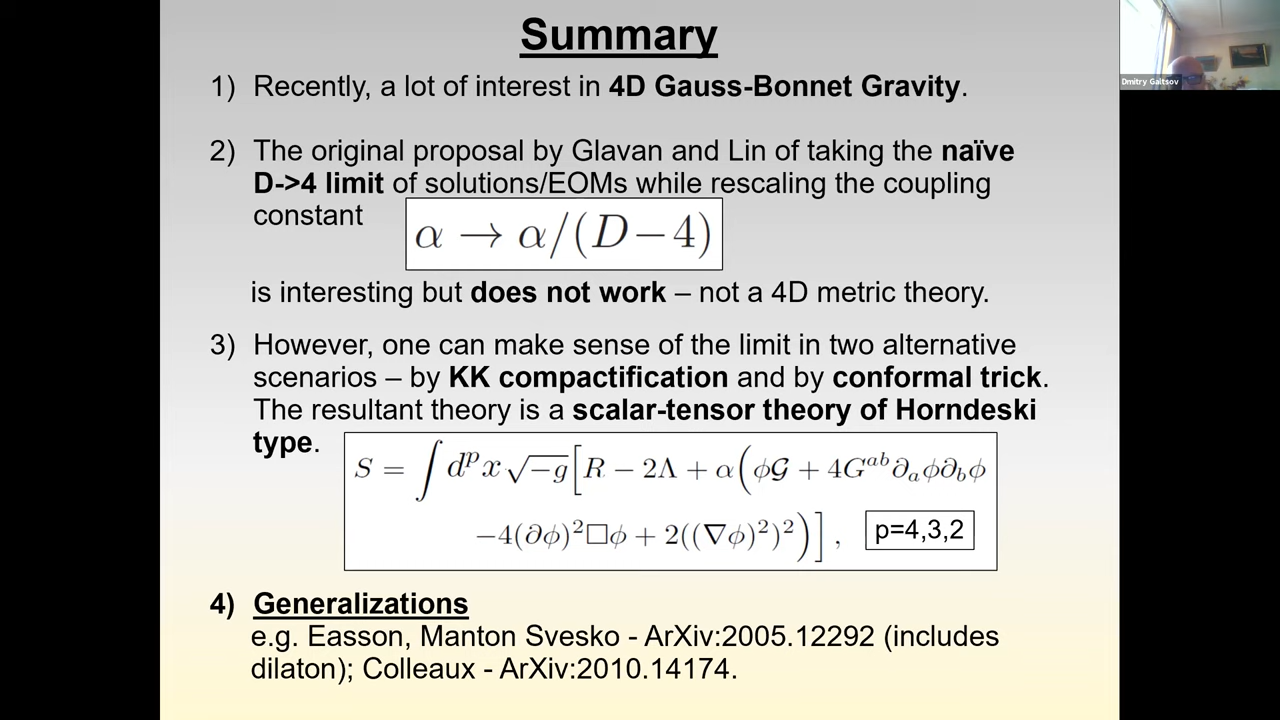 Summary
1) Recently, a lot of interest in 4D Gauss-Bonnet Gravity.
2) The original proposal by Glavan and Lin of taking the naïve
D->4 limit of solutions/EOMs while rescaling the coupling
constant
α → α/(D−4)
is interesting but does not work – not a 4D metric theory.
3) However, one can make sense of the limit in two alternative
scenarios – by KK compactification and by conformal trick.
The resultant theory is a scalar-tensor theory of Horndeski
type.
S = ∫ dᵖx √−g [R − 2Λ + α(φ𝒢 + 4Gᵃᵇ∂ₐφ∂_bφ
−4(∂φ)²□φ + 2((∇φ)²)²)] ,
p=4,3,2
4) Generalizations
e.g. Easson, Manton Svesko - ArXiv:2005.12292 (includes
dilaton); Colleaux - ArXiv:2010.14174.
Dmitry Galtsov